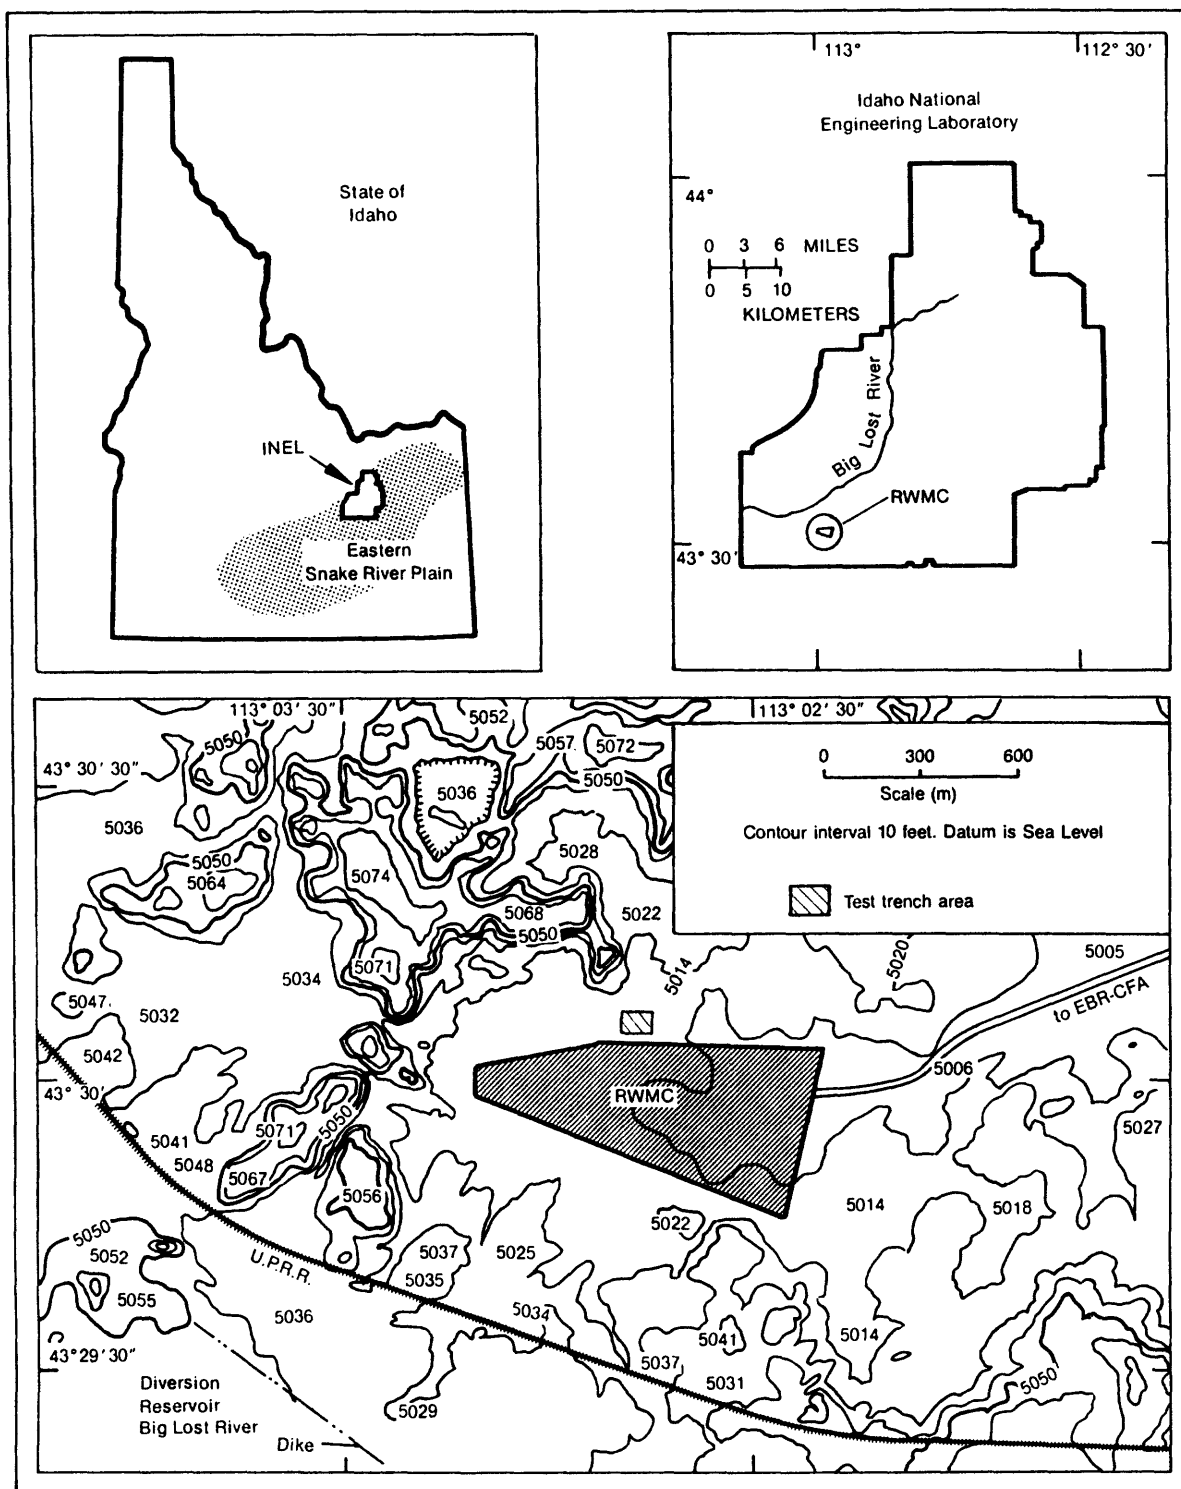 State of
Idaho
INEL
Eastern
Snake River Plain
113°
112° 30′
Idaho National
Engineering Laboratory
44°
0 3 6 MILES
0 5 10
KILOMETERS
Big Lost River
RWMC
43° 30′
113° 03′ 30″
5052
113° 02′ 30″
5050
5057
5072
43° 30′ 30″
5050
5036
5036
0 300 600
Scale (m)
Contour interval 10 feet. Datum is Sea Level
Test trench area
5050
5064
5074
5028
5068
5022
5050
5034
5071
5014
5020
5005
5047
5032
to EBR-CFA
5042
43° 30′
5006
RWMC
5041
5071
5050
5027
5048
5067
5056
5014
5018
5022
5050
5052
U.P.R.R.
5037
5025
5055
5035
5036
5034
5041
5014
43° 29′ 30″
5037
5031
5050
Diversion
Reservoir
Big Lost River
5029
Dike